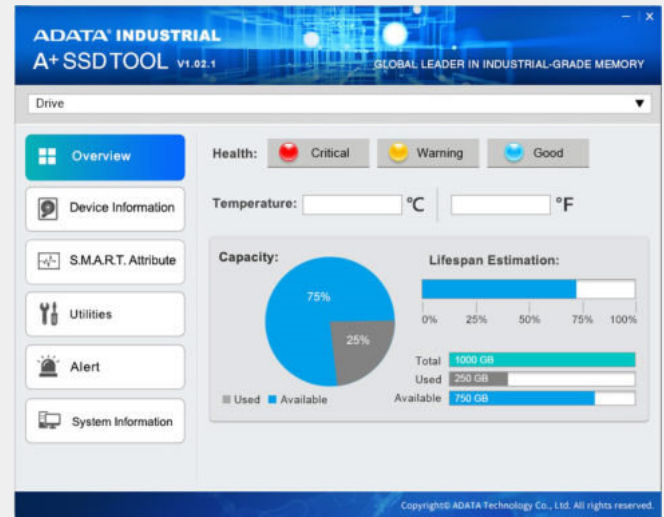 ADATA® INDUSTRIAL
A+ SSD TOOL V1.02.1
GLOBAL LEADER IN INDUSTRIAL-GRADE MEMORY
– | X
Drive ▼
Overview
Device Information
S.M.A.R.T. Attribute
Utilities
Alert
System Information
Health: Critical Warning Good
Temperature: °C °F
Capacity:
75%
25%
Used Available
Lifespan Estimation:
0% 25% 50% 75% 100%
Total 1000 GB
Used 250 GB
Available 750 GB
Copyright© ADATA Technology Co., Ltd. All rights reserved.